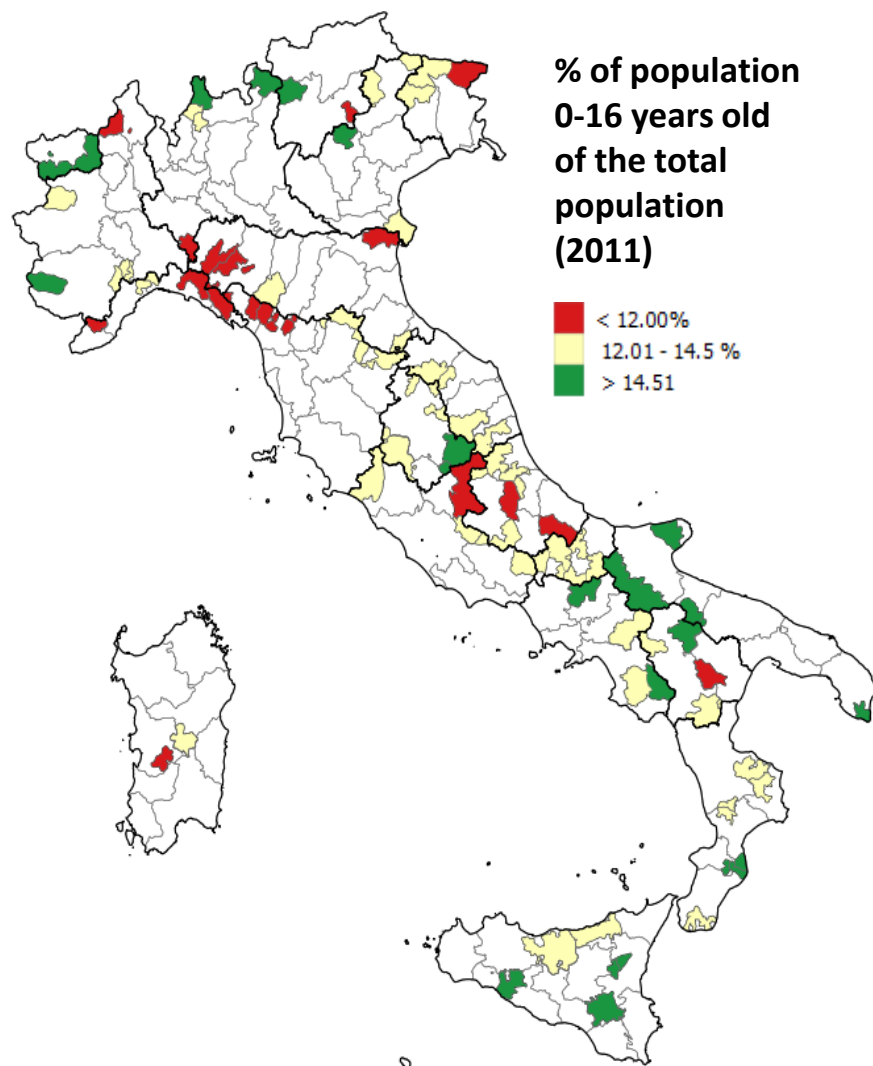 % of population
0-16 years old
of the total
population
(2011)
< 12.00%
12.01 - 14.5 %
> 14.51